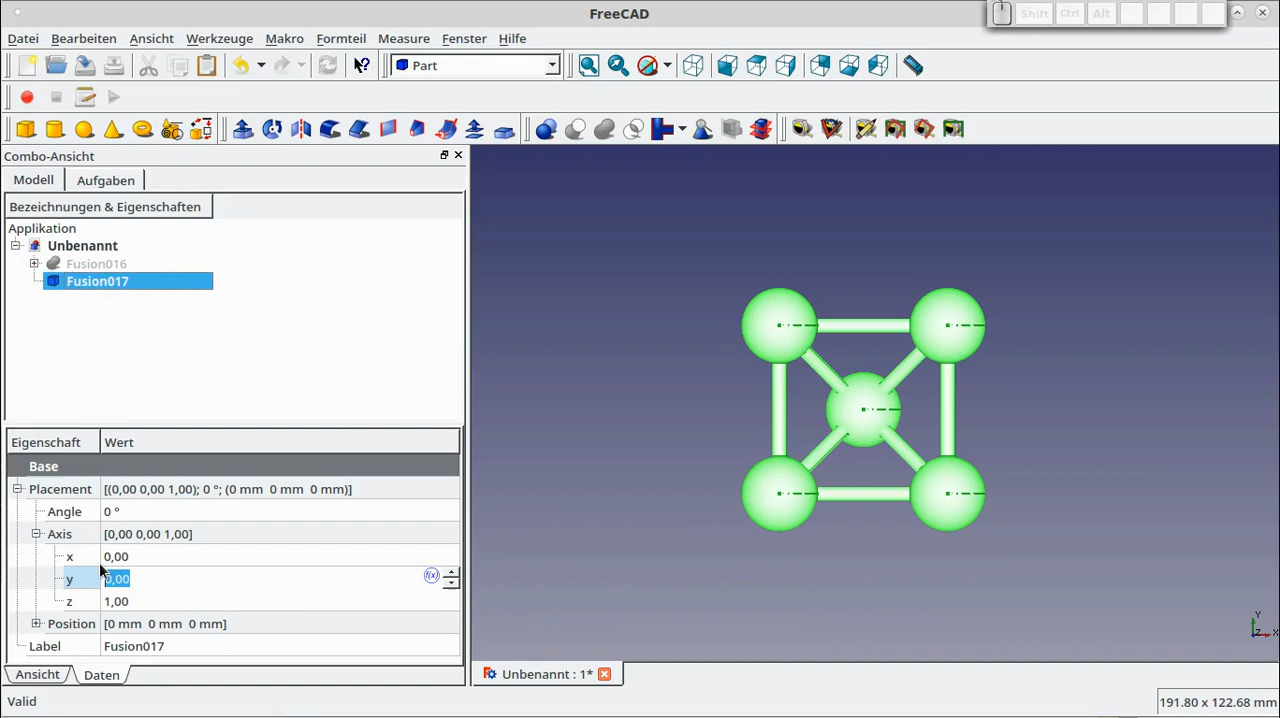 FreeCAD
Shift Ctrl Alt
Datei Bearbeiten Ansicht Werkzeuge Makro Formteil Measure Fenster Hilfe
Part
Combo-Ansicht
Modell Aufgaben
Bezeichnungen & Eigenschaften
Applikation
Unbenannt
Fusion016
Fusion017
Eigenschaft Wert
Base
Placement [(0,00 0,00 1,00); 0 °; (0 mm 0 mm 0 mm)]
Angle 0 °
Axis [0,00 0,00 1,00]
x 0,00
y 0,00 f(x)
z 1,00
Position [0 mm 0 mm 0 mm]
Label Fusion017
Ansicht Daten
Unbenannt : 1*
Y
Z X
Valid
191.80 x 122.68 mm